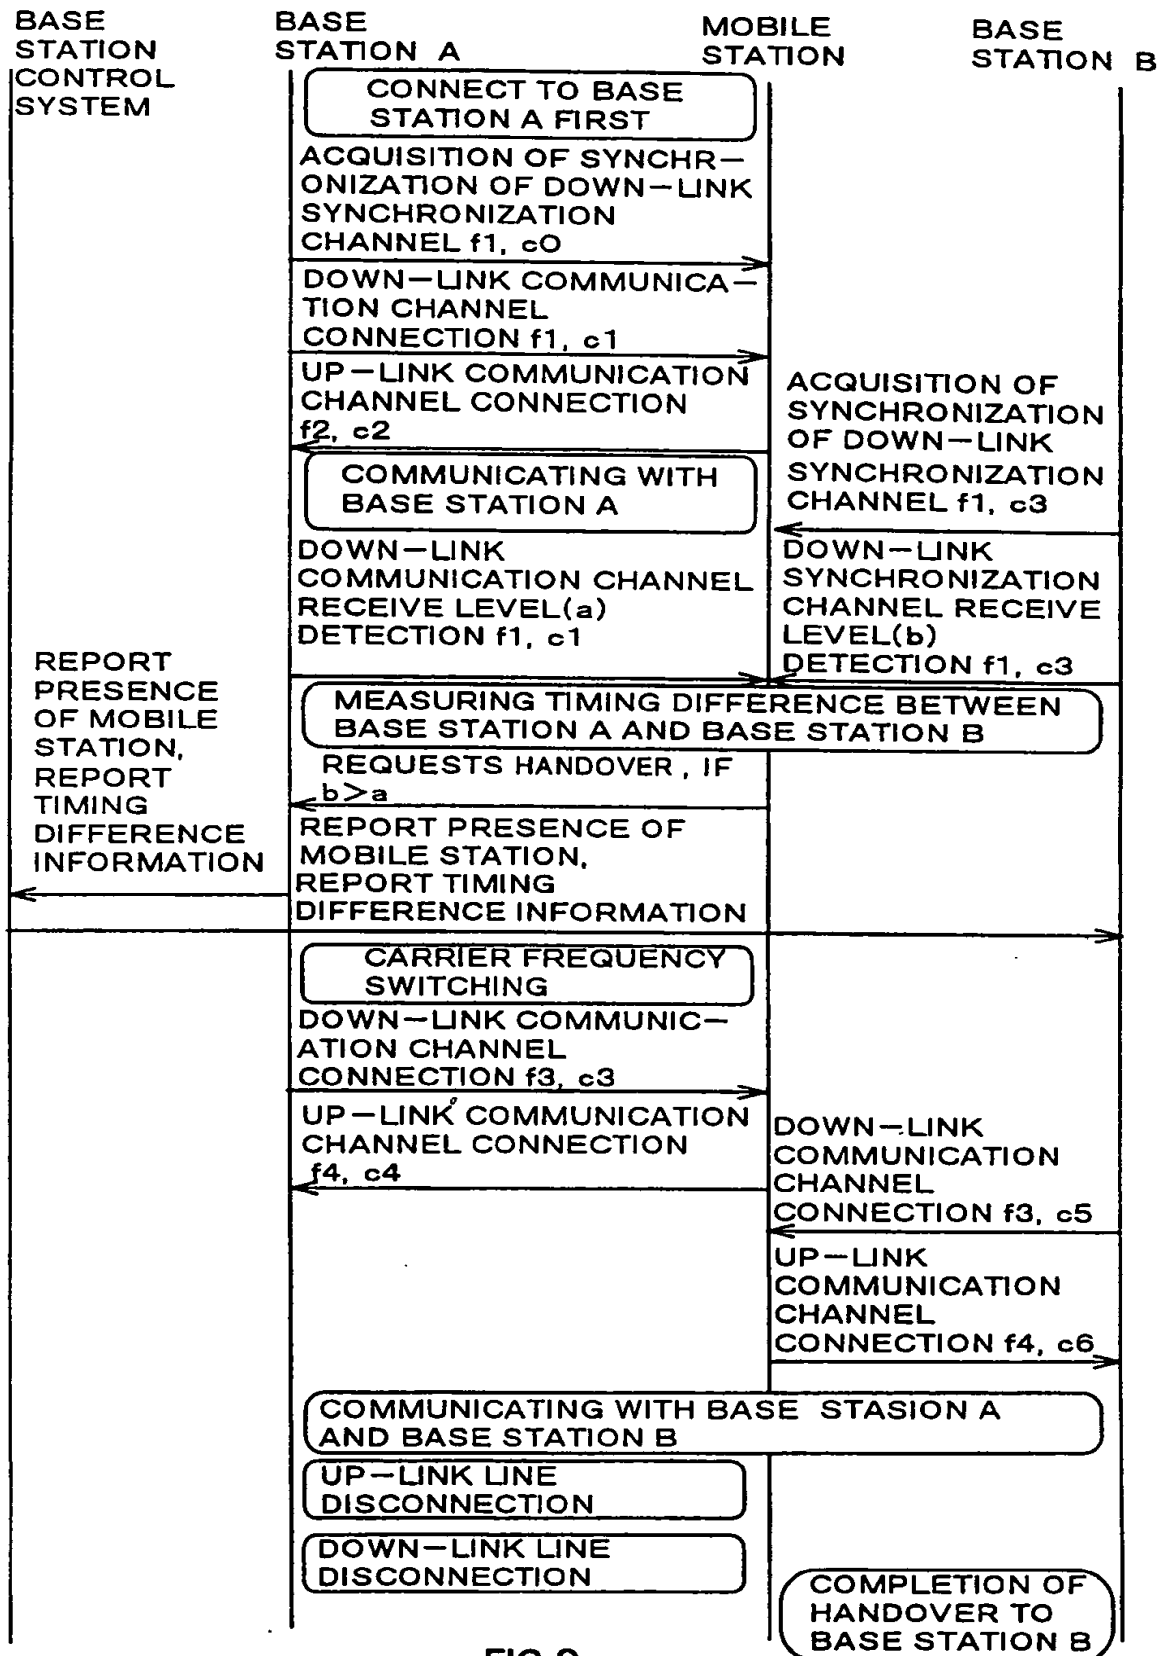 BASE
STATION
CONTROL
SYSTEM
BASE
STATION A
MOBILE
STATION
BASE
STATION B
CONNECT TO BASE
STATION A FIRST
ACQUISITION OF SYNCHR-
ONIZATION OF DOWN-LINK
SYNCHRONIZATION
CHANNEL f1, c0
DOWN-LINK COMMUNICA-
TION CHANNEL
CONNECTION f1, c1
UP-LINK COMMUNICATION
CHANNEL CONNECTION
f2, c2
ACQUISITION OF
SYNCHRONIZATION
OF DOWN-LINK
SYNCHRONIZATION
CHANNEL f1, c3
COMMUNICATING WITH
BASE STATION A
DOWN-LINK
COMMUNICATION CHANNEL
RECEIVE LEVEL(a)
DETECTION f1, c1
DOWN-LINK
SYNCHRONIZATION
CHANNEL RECEIVE
LEVEL(b)
DETECTION f1, c3
MEASURING TIMING DIFFERENCE BETWEEN
BASE STATION A AND BASE STATION B
REQUESTS HANDOVER, IF
b>a
REPORT
PRESENCE
OF MOBILE
STATION,
REPORT
TIMING
DIFFERENCE
INFORMATION
REPORT PRESENCE OF
MOBILE STATION,
REPORT TIMING
DIFFERENCE INFORMATION
CARRIER FREQUENCY
SWITCHING
DOWN-LINK COMMUNIC-
ATION CHANNEL
CONNECTION f3, c3
UP-LINK COMMUNICATION
CHANNEL CONNECTION
f4, c4
DOWN-LINK
COMMUNICATION
CHANNEL
CONNECTION f3, c5
UP-LINK
COMMUNICATION
CHANNEL
CONNECTION f4, c6
COMMUNICATING WITH BASE STASION A
AND BASE STATION B
UP-LINK LINE
DISCONNECTION
DOWN-LINK LINE
DISCONNECTION
COMPLETION OF
HANDOVER TO
BASE STATION B